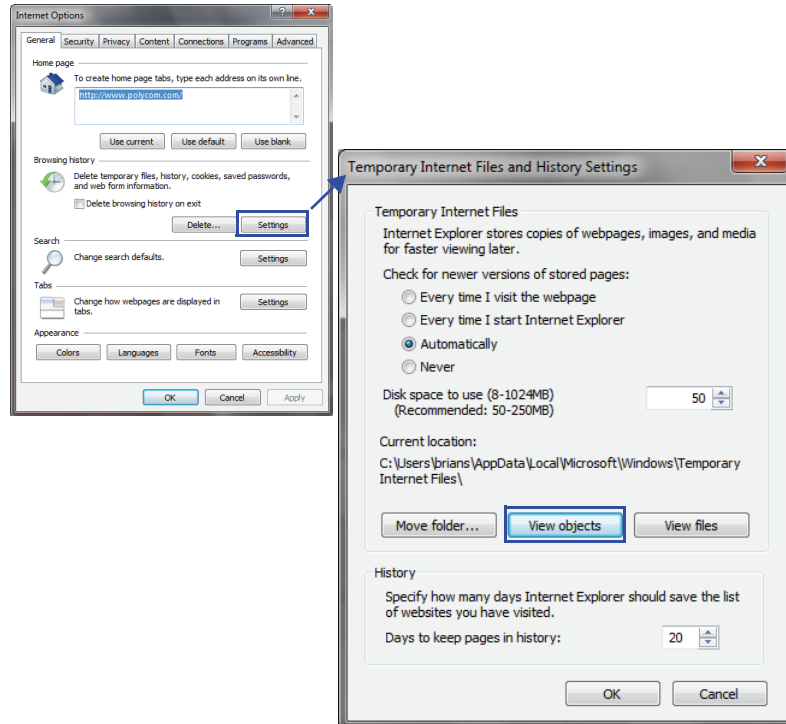 Internet Options
General Security Privacy Content Connections Programs Advanced
Home page
To create home page tabs, type each address on its own line.
http://www.polycom.com/
Use current Use default Use blank
Browsing history
Delete temporary files, history, cookies, saved passwords,
and web form information.
Delete browsing history on exit
Delete... Settings
Search
Change search defaults. Settings
Tabs
Change how webpages are displayed in Settings
tabs.
Appearance
Colors Languages Fonts Accessibility
OK Cancel Apply
Temporary Internet Files and History Settings
Temporary Internet Files
Internet Explorer stores copies of webpages, images, and media
for faster viewing later.
Check for newer versions of stored pages:
Every time I visit the webpage
Every time I start Internet Explorer
Automatically
Never
Disk space to use (8-1024MB) 50
(Recommended: 50-250MB)
Current location:
C:\Users\brians\AppData\Local\Microsoft\Windows\Temporary
Internet Files\
Move folder... View objects View files
History
Specify how many days Internet Explorer should save the list
of websites you have visited.
Days to keep pages in history: 20
OK Cancel